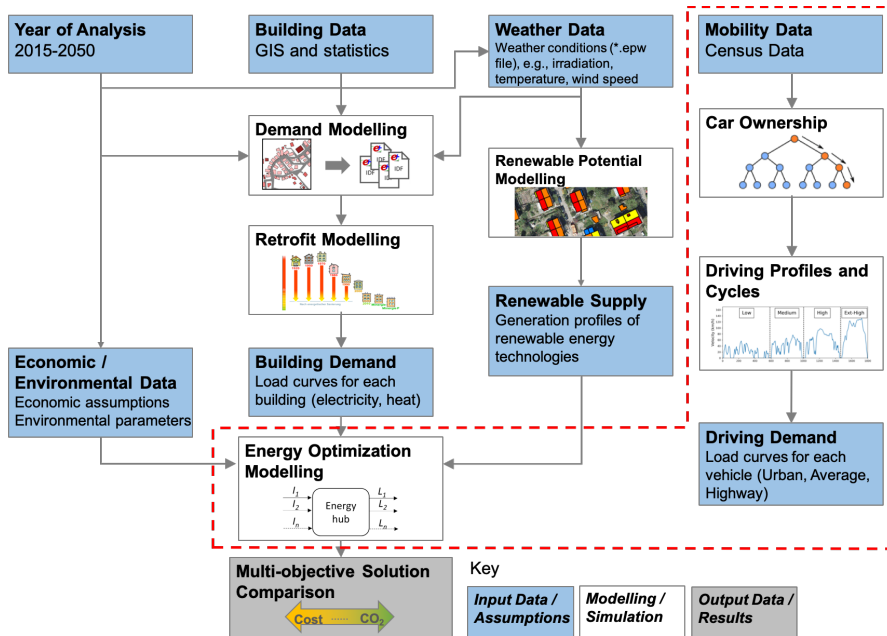 Year of Analysis
2015-2050
Building Data
GIS and statistics
Weather Data
Weather conditions (*.epw
file), e.g., irradiation,
temperature, wind speed
Mobility Data
Census Data
Demand Modelling
IDF
IDF
IDF
Renewable Potential
Modelling
Car Ownership
Retrofit Modelling
Driving Profiles and
Cycles
Low
Medium
High
Ext-High
Renewable Supply
Generation profiles of
renewable energy
technologies
Economic /
Environmental Data
Economic assumptions
Environmental parameters
Building Demand
Load curves for each
building (electricity, heat)
Driving Demand
Load curves for each
vehicle (Urban, Average,
Highway)
Energy Optimization
Modelling
I1
I2
In
Energy
hub
L1
L2
Ln
Multi-objective Solution
Comparison
Cost ...... CO2
Key
Input Data /
Assumptions
Modelling /
Simulation
Output Data /
Results